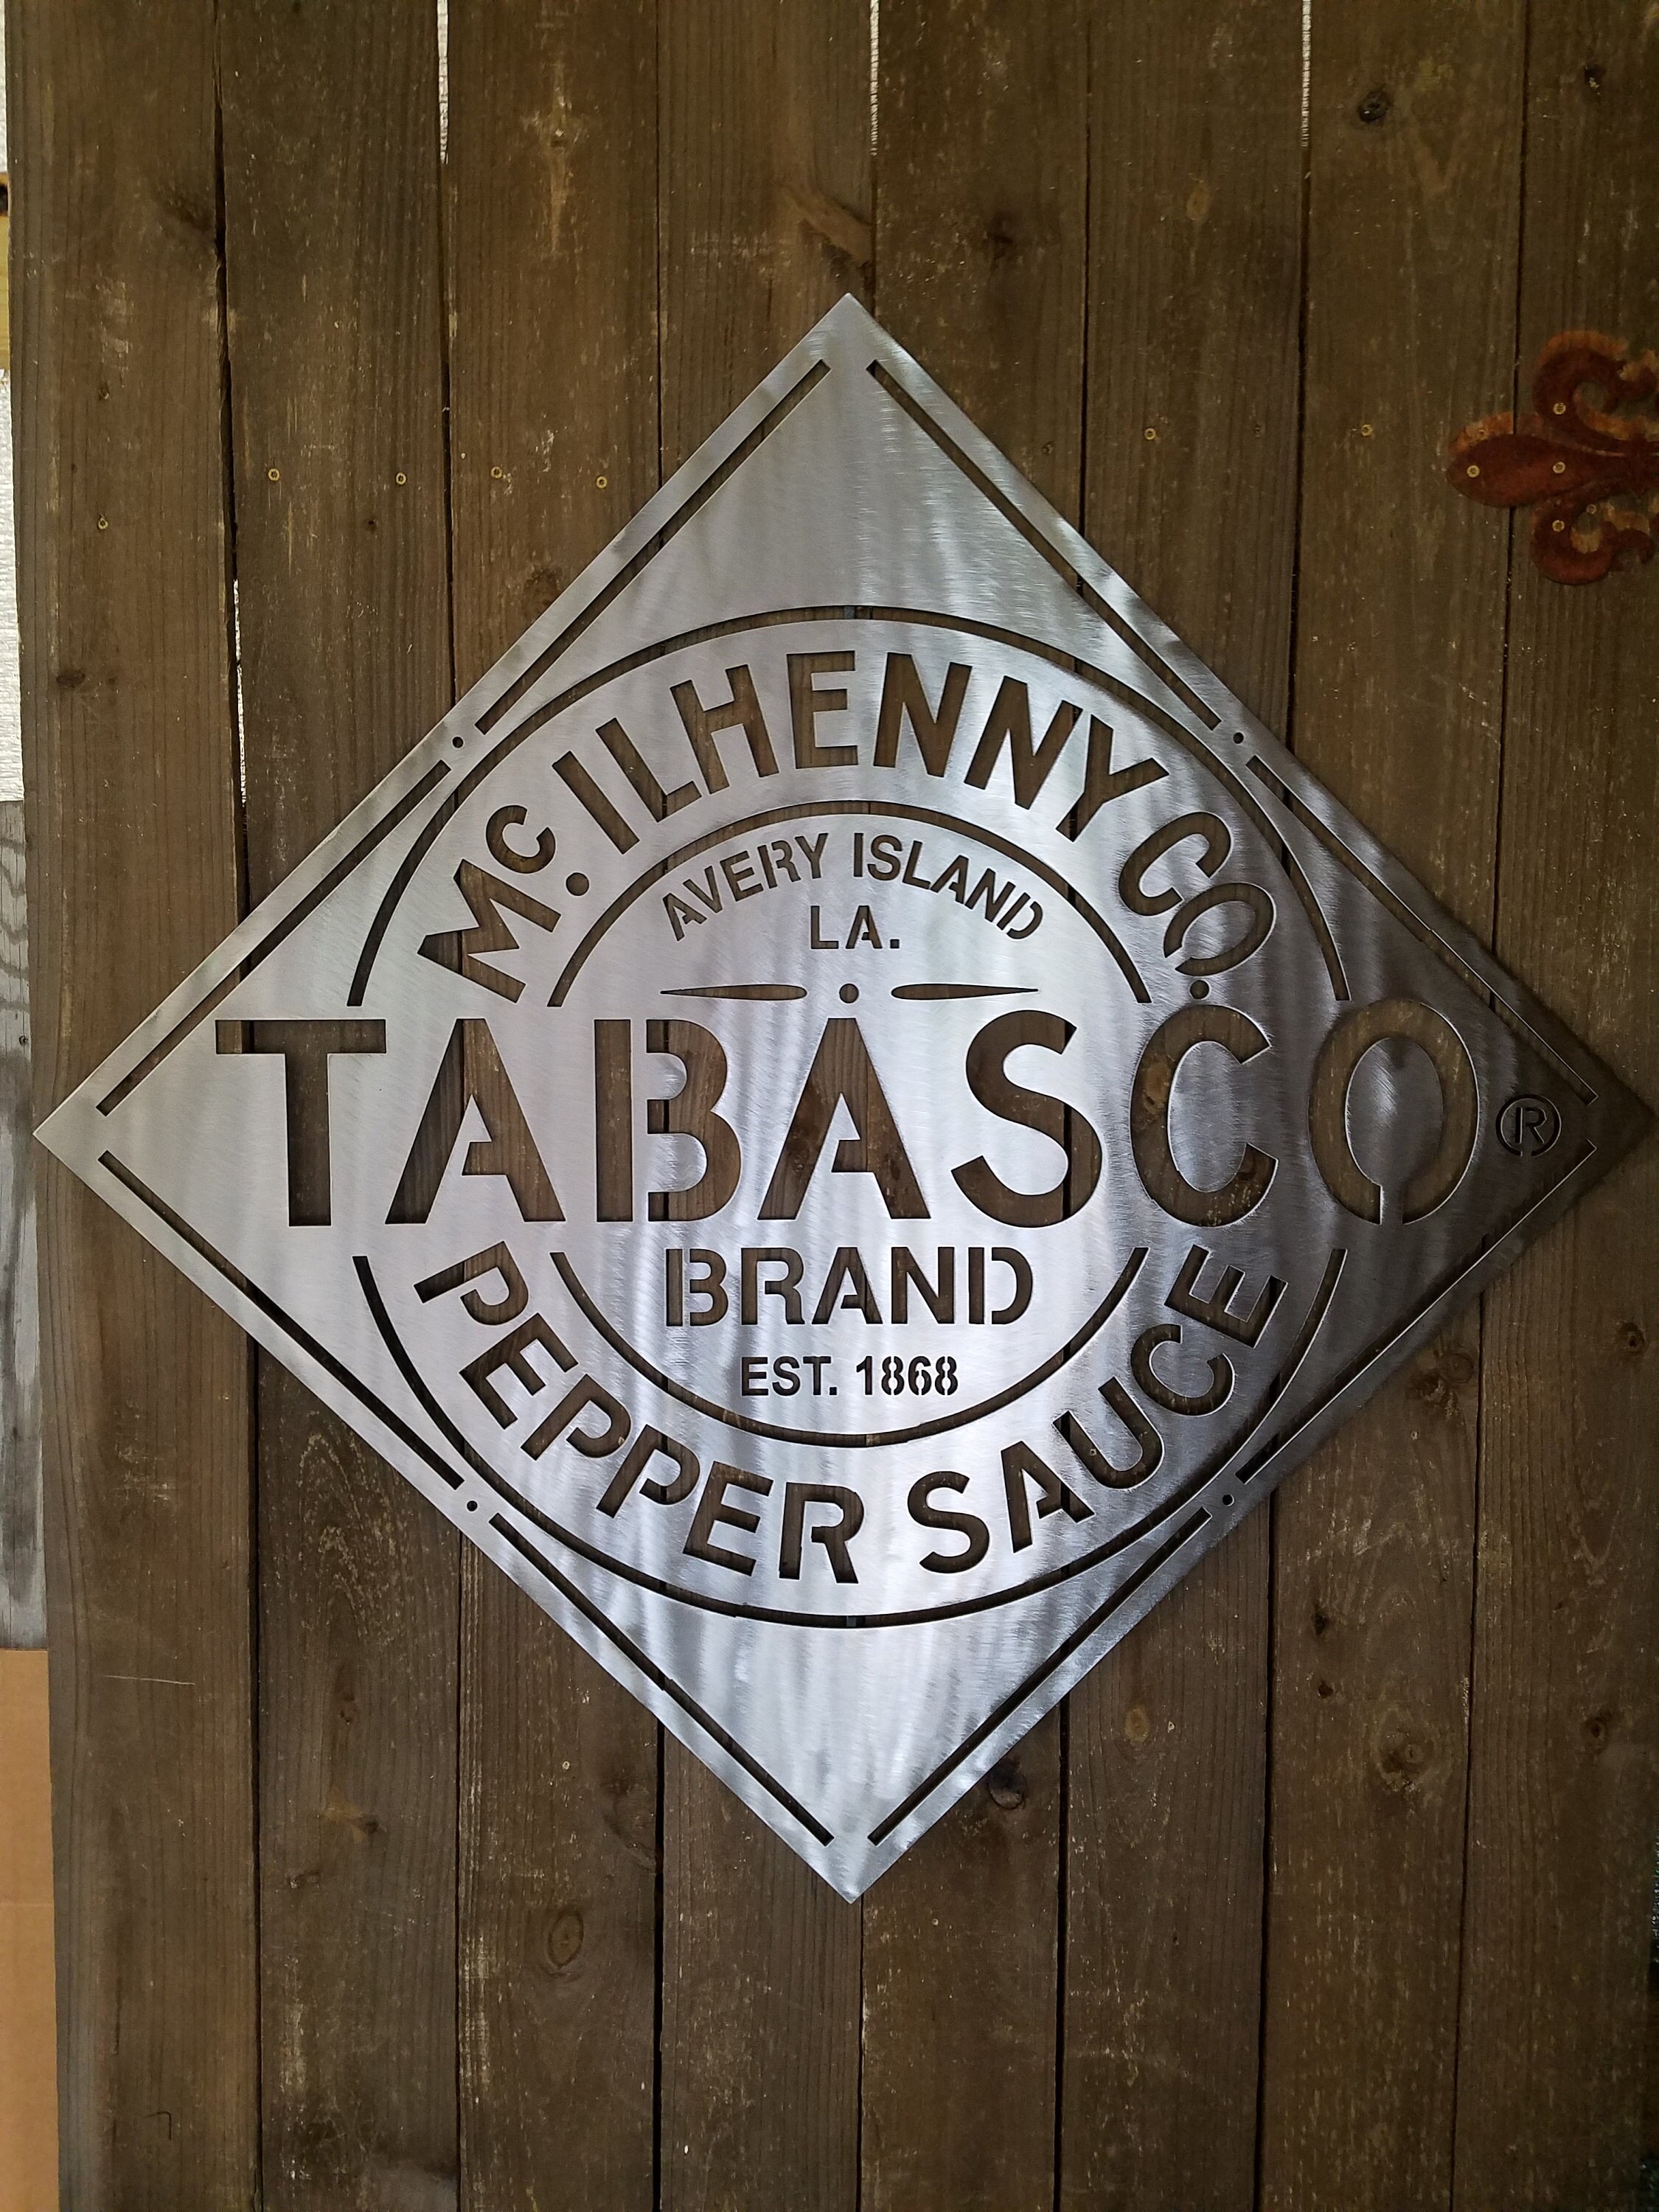 Mc. ILHENNY CO.
AVERY ISLAND
LA.
TABASCO ®
BRAND
EST. 1868
PEPPER SAUCE